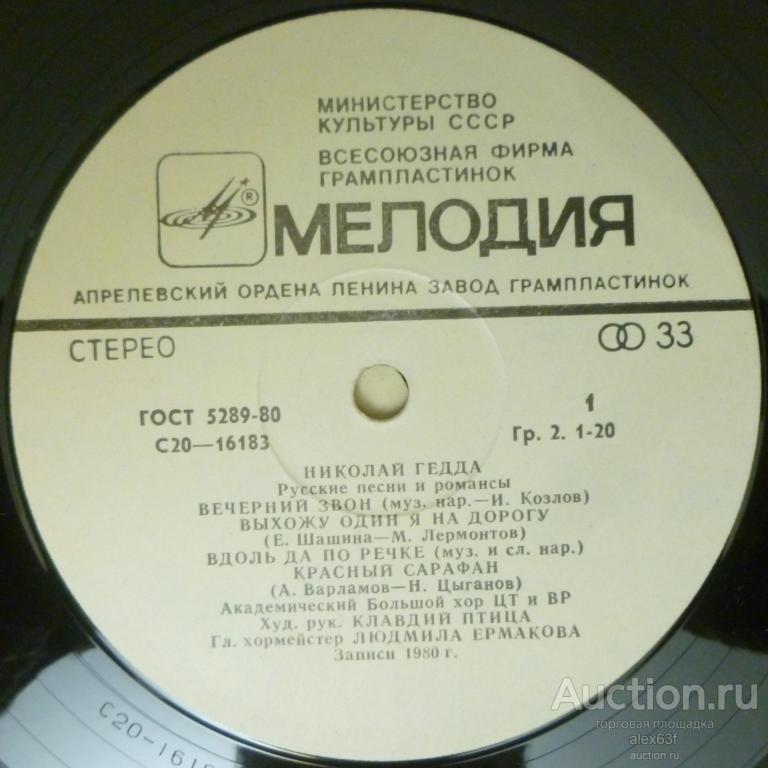 МИНИСТЕРСТВО
КУЛЬТУРЫ СССР
ВСЕСОЮЗНАЯ ФИРМА
ГРАМПЛАСТИНОК
®
МЕЛОДИЯ
АПРЕЛЕВСКИЙ ОРДЕНА ЛЕНИНА ЗАВОД ГРАМПЛАСТИНОК
СТЕРЕО
33
ГОСТ 5289-80
1
С20—16183
Гр. 2. 1-20
НИКОЛАЙ ГЕДДА
Русские песни и романсы
ВЕЧЕРНИЙ ЗВОН (муз. нар.—И. Козлов)
ВЫХОЖУ ОДИН Я НА ДОРОГУ
(Е. Шашина—М. Лермонтов)
ВДОЛЬ ДА ПО РЕЧКЕ (муз. и сл. нар.)
КРАСНЫЙ САРАФАН
(А. Варламов—Н. Цыганов)
Академический Большой хор ЦТ и ВР
Худ. рук. КЛАВДИЙ ПТИЦА
Гл. хормейстер ЛЮДМИЛА ЕРМАКОВА
Записи 1980 г.
С20-1618
Auction.ru
торговая площадка
alex63f
auction.ru